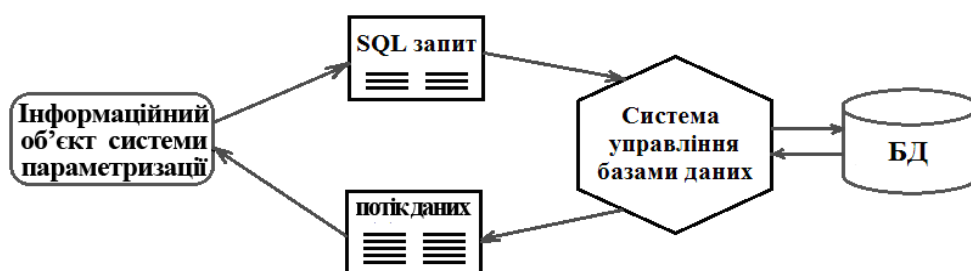 SQL запит
Інформаційний
об’єкт системи
параметризації
Система
управління
базами даних
БД
потік даних